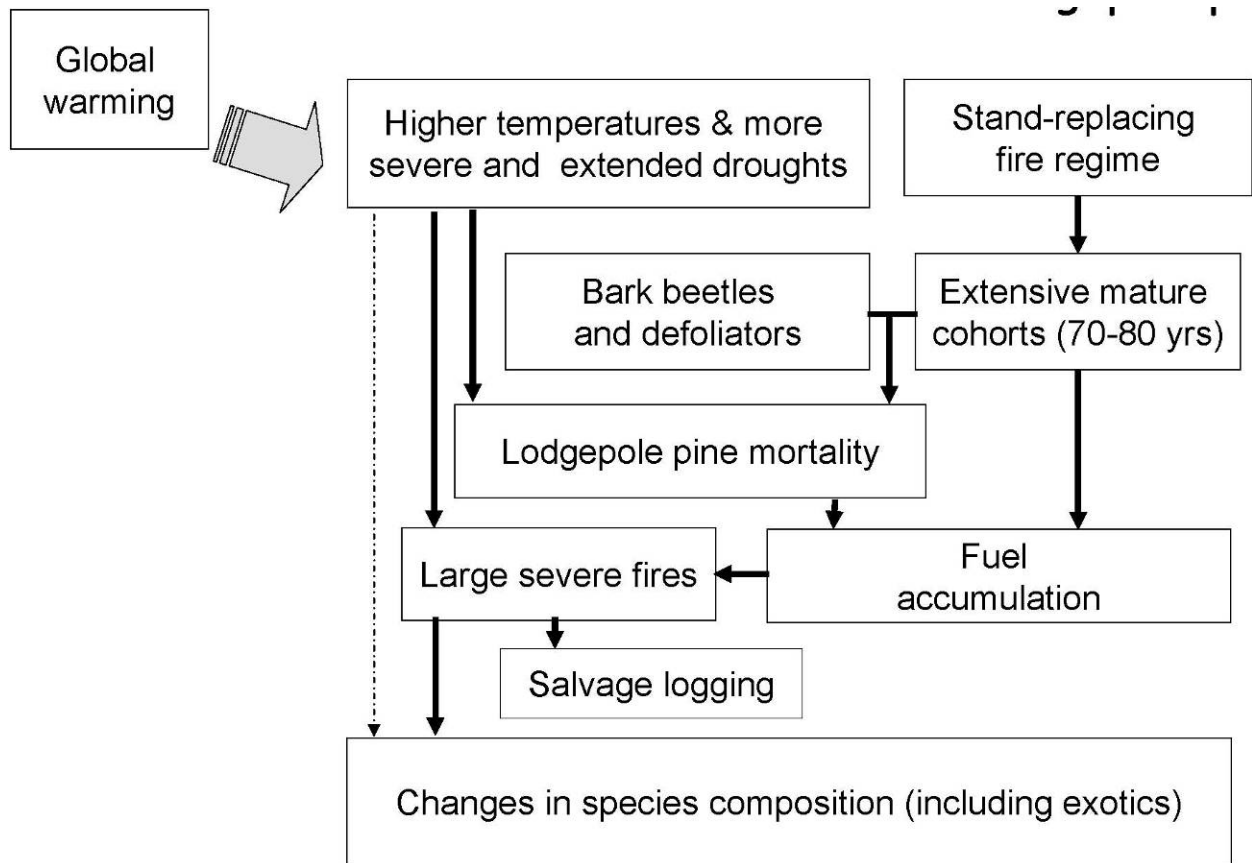 Global
warming
Higher temperatures & more
severe and extended droughts
Stand-replacing
fire regime
Bark beetles
and defoliators
Extensive mature
cohorts (70-80 yrs)
Lodgepole pine mortality
Large severe fires
Fuel
accumulation
Salvage logging
Changes in species composition (including exotics)